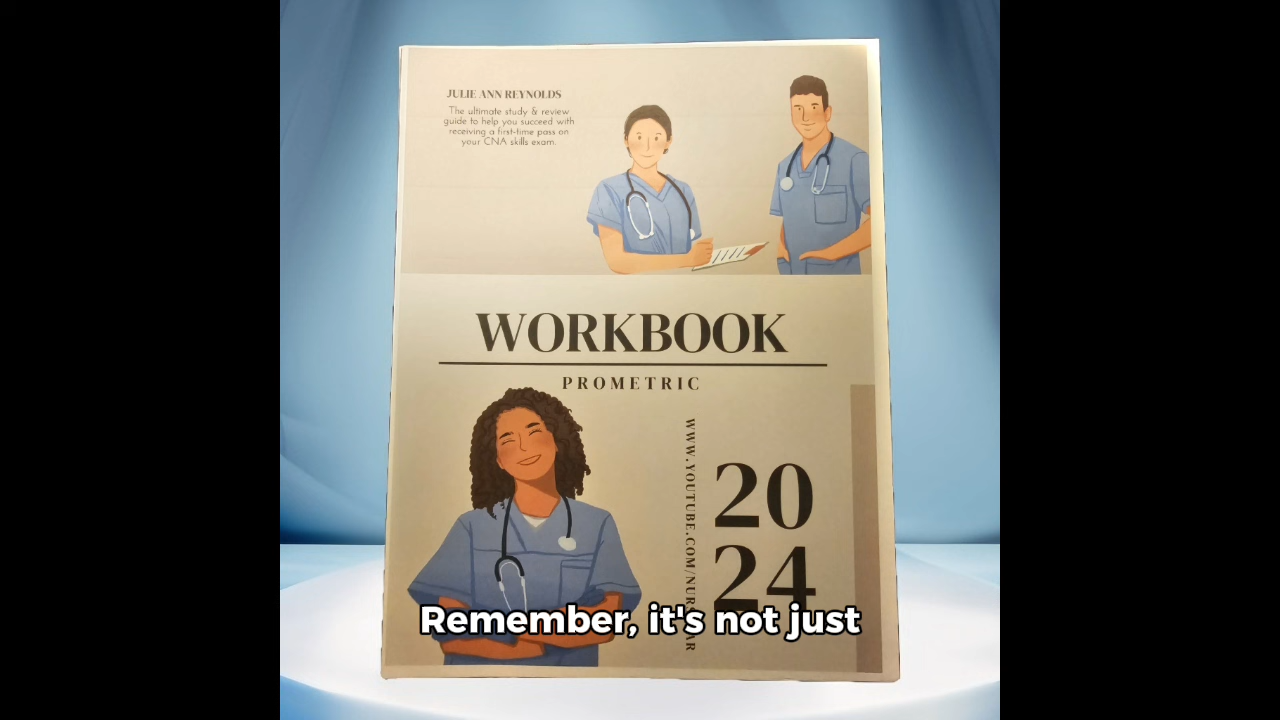 JULIE ANN REYNOLDS
The ultimate study & review
guide to help you succeed with
receiving a first-time pass on
your CNA skills exam.
WORKBOOK
PROMETRIC
20
24
Remember, it's not just